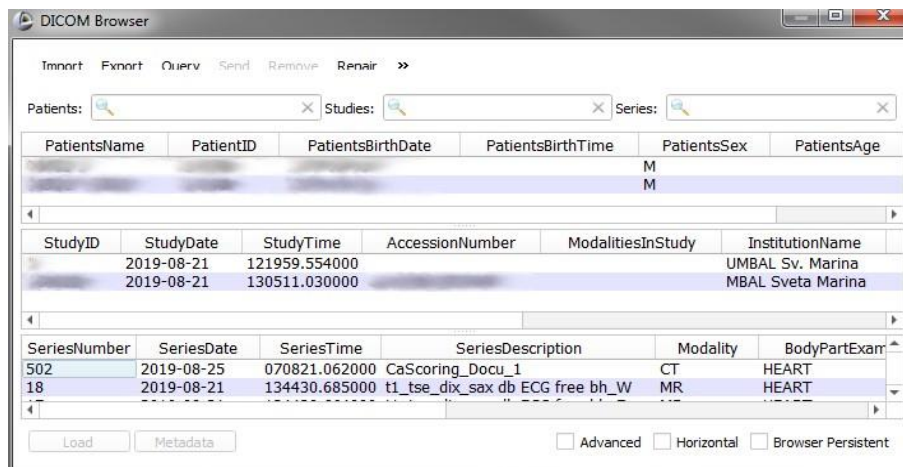 DICOM Browser
Import Export Query Send Remove Repair »
Patients: Studies: Series:
PatientsName PatientID PatientsBirthDate PatientsBirthTime PatientsSex PatientsAge
M
M
StudyID StudyDate StudyTime AccessionNumber ModalitiesInStudy InstitutionName
2019-08-21 121959.554000 UMBAL Sv. Marina
2019-08-21 130511.030000 MBAL Sveta Marina
SeriesNumber SeriesDate SeriesTime SeriesDescription Modality BodyPartExam
502 2019-08-25 070821.062000 CaScoring_Docu_1 CT HEART
18 2019-08-21 134430.685000 t1_tse_dix_sax db ECG free bh_W MR HEART
Load Metadata Advanced Horizontal Browser Persistent